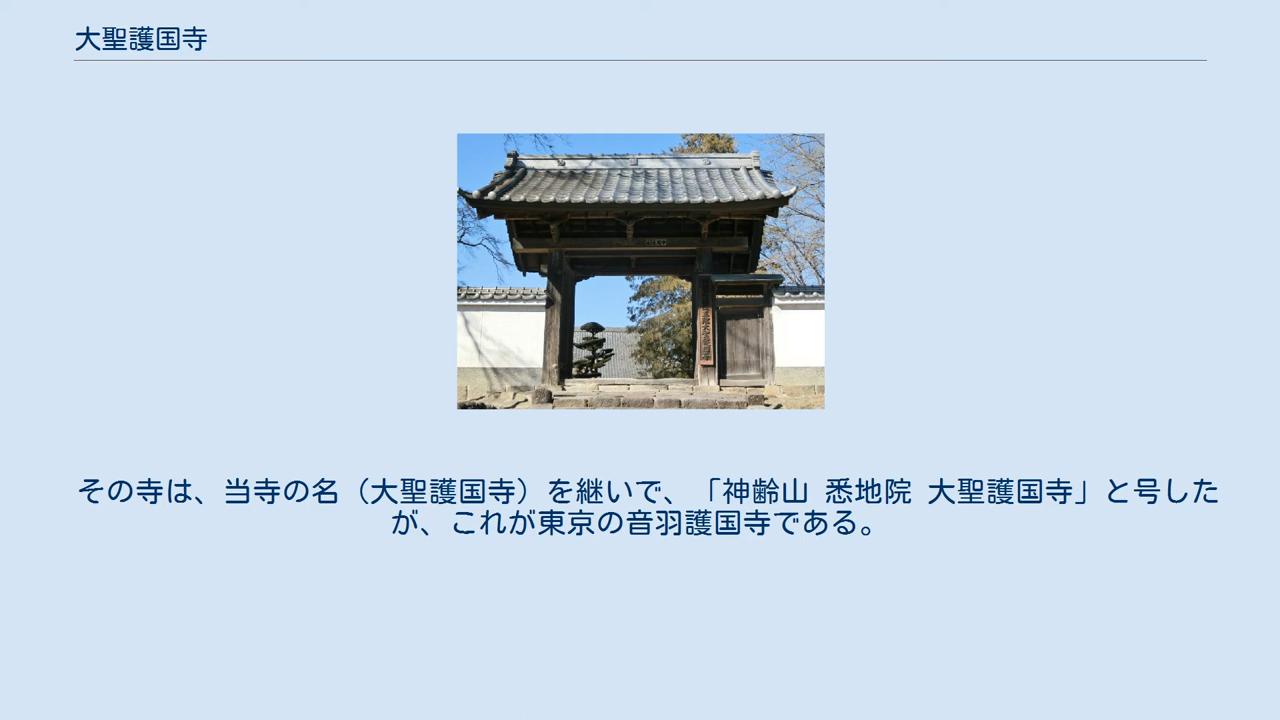 大聖護国寺
その寺は、当寺の名（大聖護国寺）を継いで、「神齢山 悉地院 大聖護国寺」と号した
が、これが東京の音羽護国寺である。